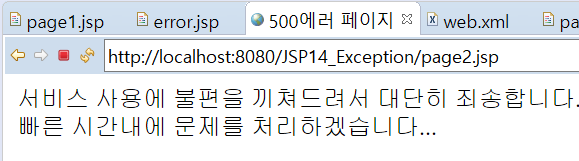 page1.jsp error.jsp 500에러 페이지 web.xml pa
http://localhost:8080/JSP14_Exception/page2.jsp
서비스 사용에 불편을 끼쳐드려서 대단히 죄송합니다.
빠른 시간내에 문제를 처리하겠습니다...